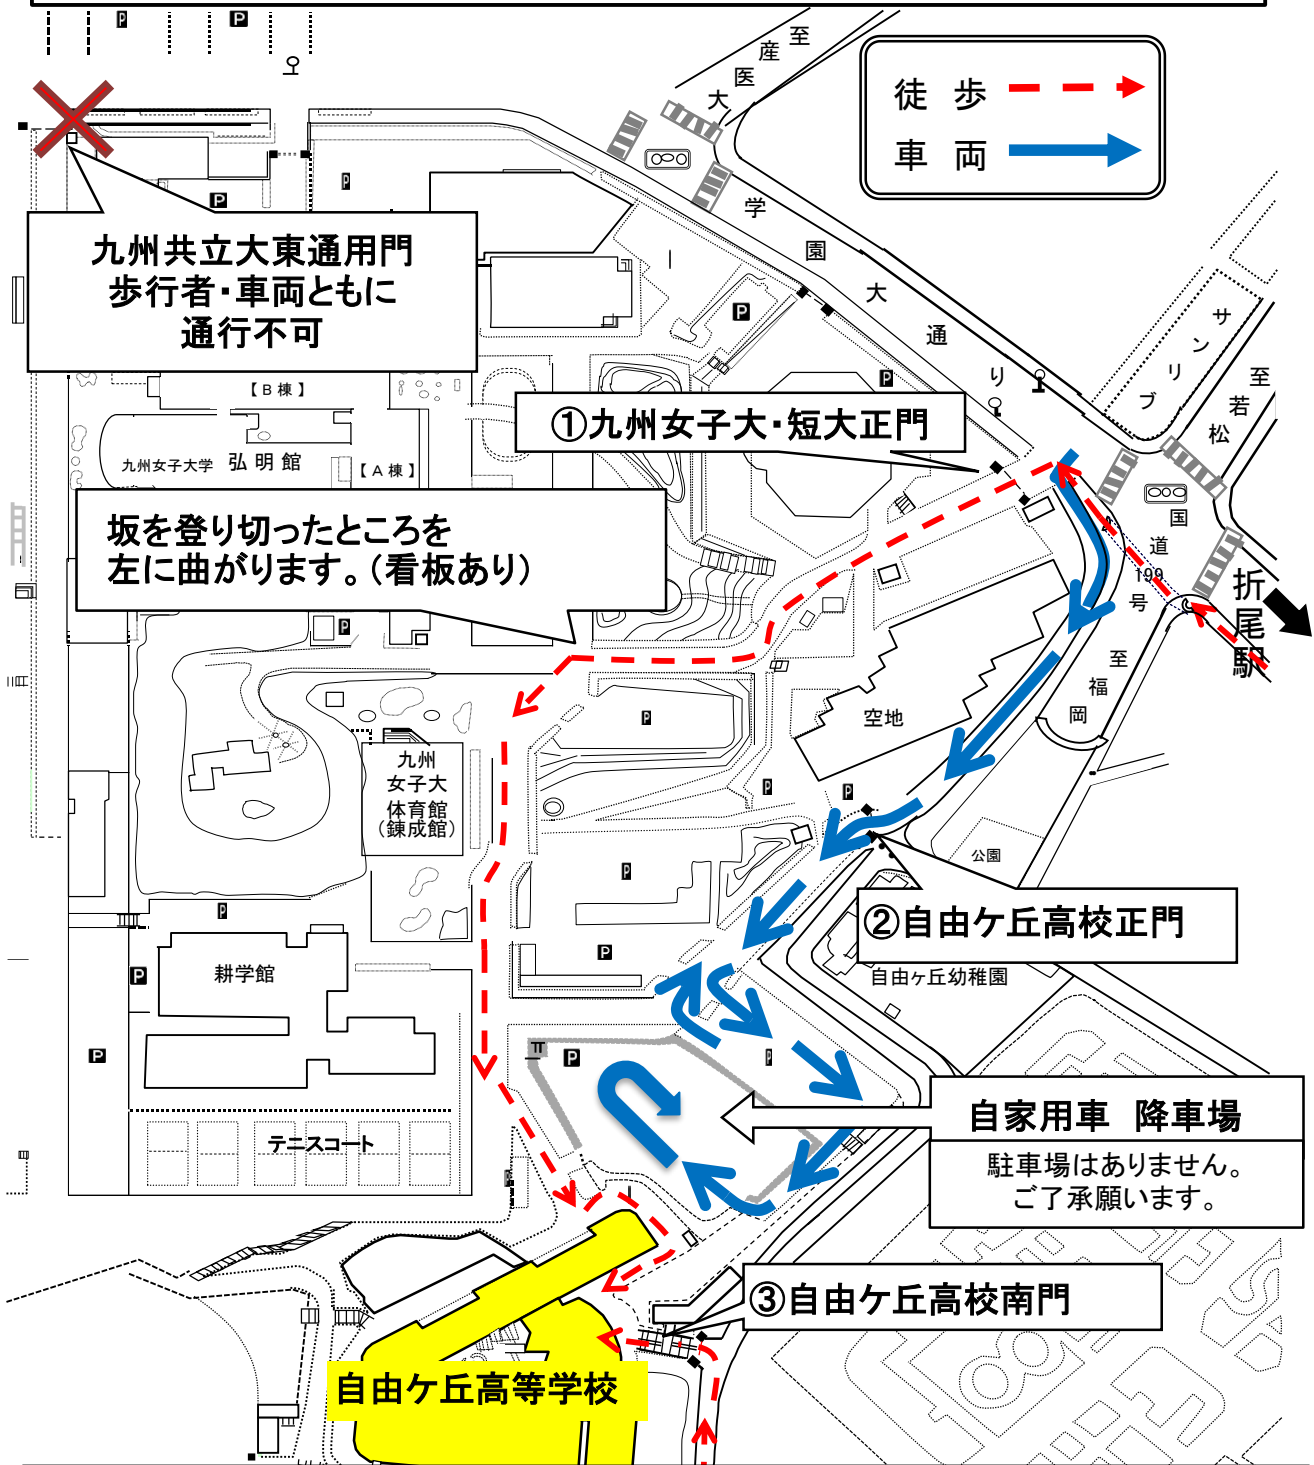 P
P
至
産
医
大
徒 歩
車 両
P
P
学
園
大
通
り
九州共立大東通用門
歩行者・車両ともに
通行不可
P
サンリブ
至
若
松
P
【B棟】
①九州女子大・短大正門
九州女子大学 弘明館
【A棟】
国
道
199
号
坂を登り切ったところを
左に曲がります。(看板あり)
折尾駅
P
至
福
岡
空地
P
九州
女子大
体育館
(錬成館)
P
P
公園
P
P
②自由ケ丘高校正門
P
自由ヶ丘幼稚園
耕学館
P
P
P
P
自家用車 降車場
駐車場はありません。
ご了承願います。
テニスコート
P
③自由ケ丘高校南門
自由ケ丘高等学校